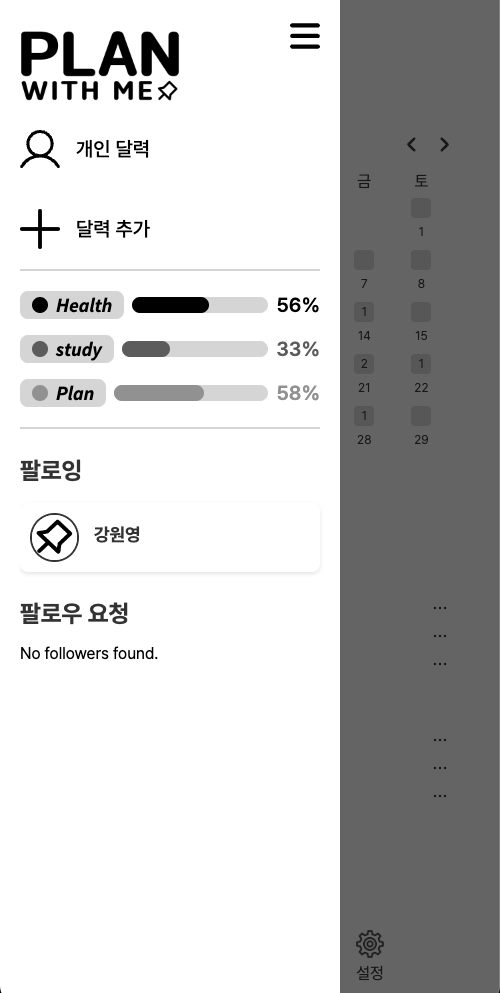 PLAN
WITH ME
개인 달력
달력 추가
Health 56%
study 33%
Plan 58%
팔로잉
강원영
팔로우 요청
No followers found.
금 토
1
7 8
1
14 15
2 1
21 22
1
28 29
...
...
...
...
...
...
설정